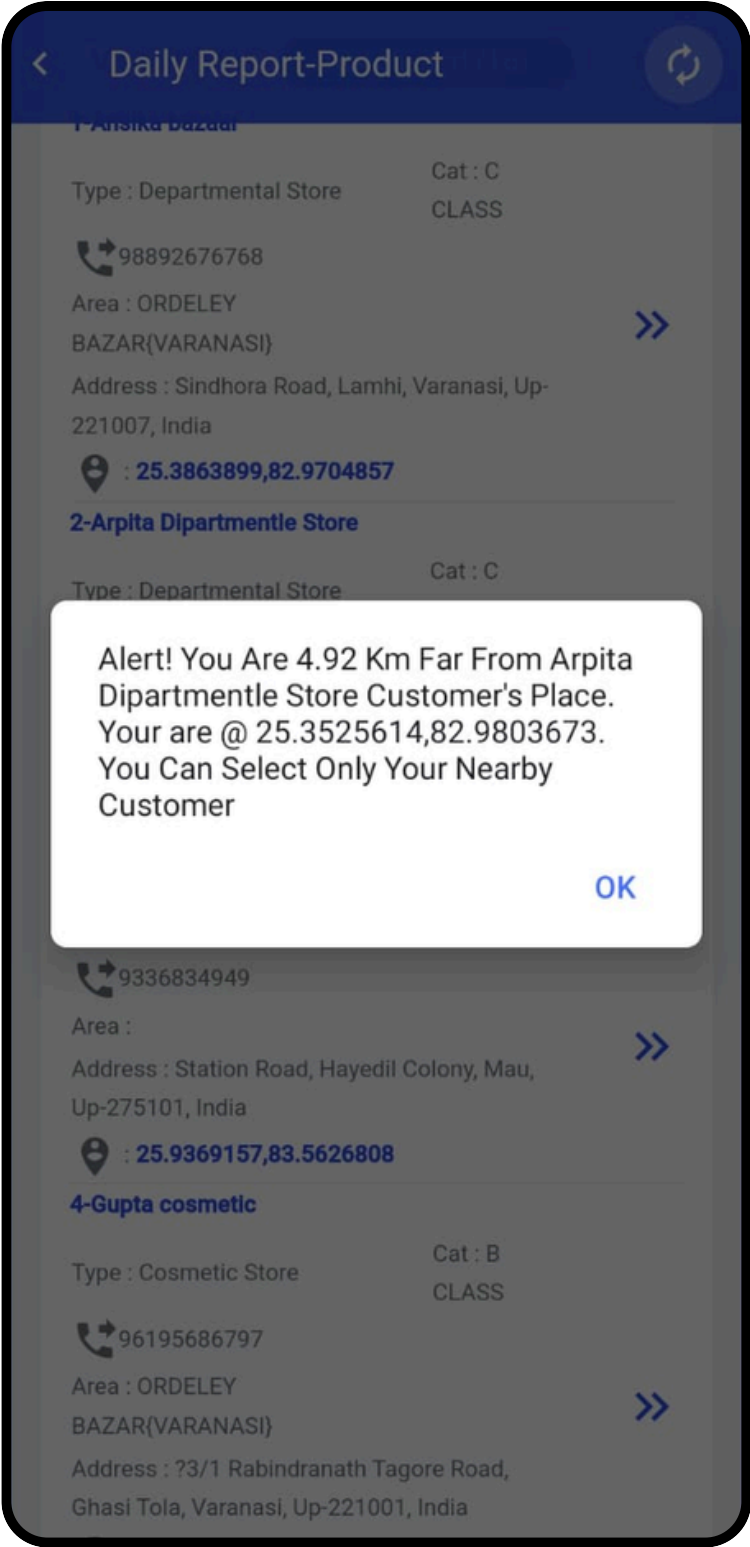 Daily Report-Product
1-Ansika Bazaar
Cat : C
Type : Departmental Store
CLASS
98892676768
Area : ORDELEY
BAZAR{VARANASI}
Address : Sindhora Road, Lamhi, Varanasi, Up-
221007, India
: 25.3863899,82.9704857
2-Arpita Dipartmentle Store
Cat : C
Type : Departmental Store
Alert! You Are 4.92 Km Far From Arpita
Dipartmentle Store Customer's Place.
Your are @ 25.3525614,82.9803673.
You Can Select Only Your Nearby
Customer
OK
9336834949
Area :
Address : Station Road, Hayedil Colony, Mau,
Up-275101, India
: 25.9369157,83.5626808
4-Gupta cosmetic
Cat : B
Type : Cosmetic Store
CLASS
96195686797
Area : ORDELEY
BAZAR{VARANASI}
Address : ?3/1 Rabindranath Tagore Road,
Ghasi Tola, Varanasi, Up-221001, India